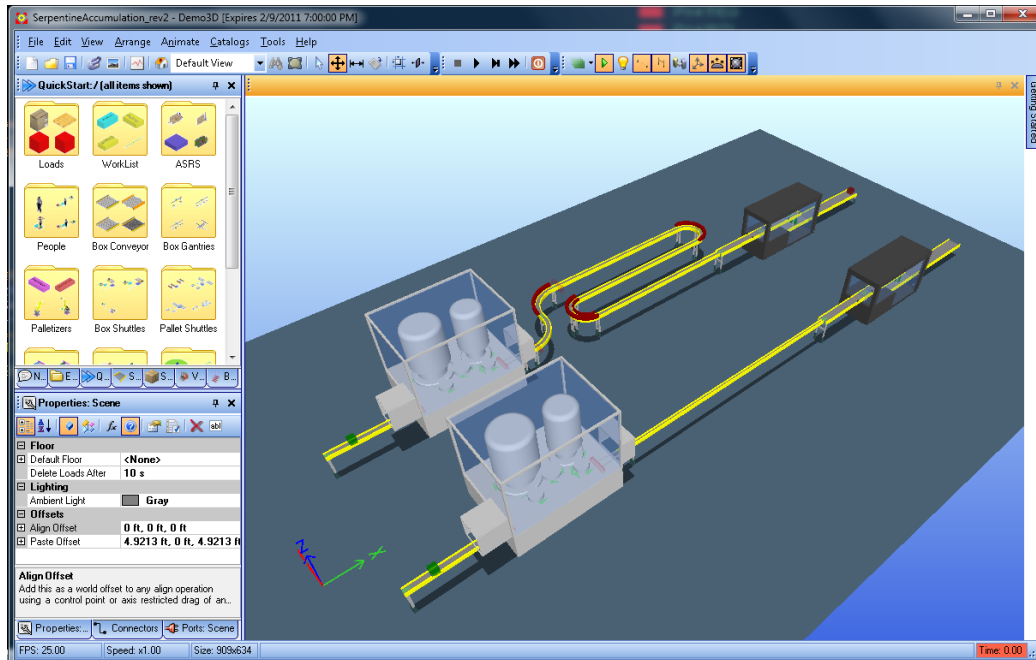 SerpentineAccumulation_rev2 - Demo3D [Expires 2/9/2011 7:00:00 PM]
File Edit View Arrange Animate Catalogs Tools Help
Default View
QuickStart:/ (all items shown)
Getting Started
Loads WorkList ASRS
People Box Conveyor Box Gantries
Palletizers Box Shuttles Pallet Shuttles
N... E... Q... S... S... V... B...
Properties: Scene
abl
Floor
Default Floor <None>
Delete Loads After 10 s
Lighting
Ambient Light Gray
Offsets
Align Offset 0 ft, 0 ft, 0 ft
Paste Offset 4.9213 ft, 0 ft, 4.9213 ft
Align Offset
Add this as a world offset to any align operation
using a control point or axis restricted drag of an...
Properties:... Connectors Ports: Scene
Z X
FPS: 25.00 Speed: x1.00 Size: 909x634 Time: 0.00